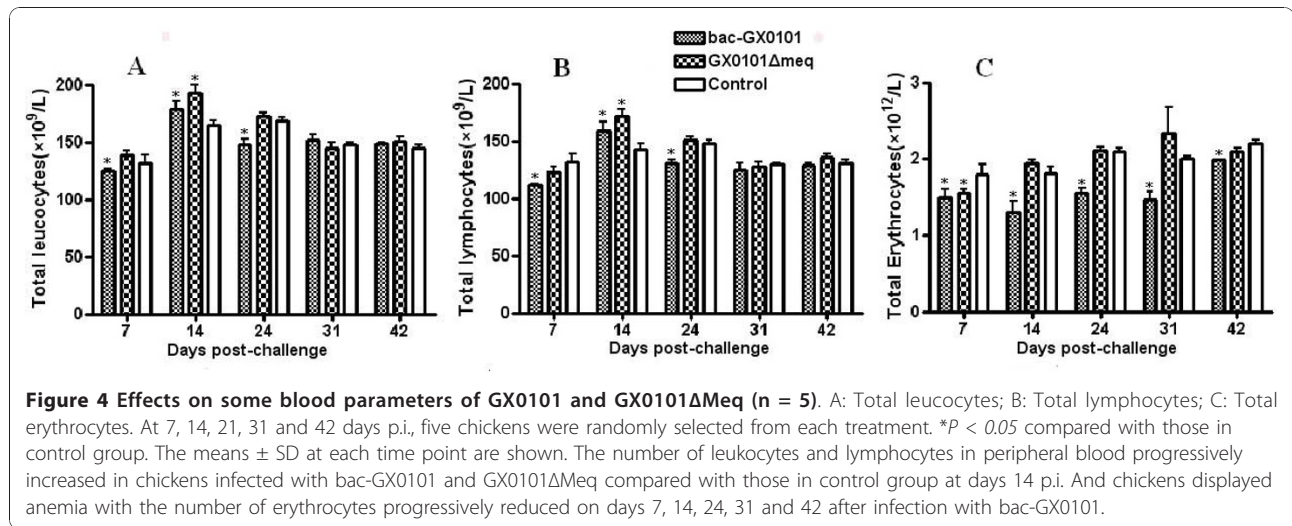 bac-GX0101
GX0101Δmeq
Control
A
Total leucocytes(×10⁹/L)
200
150
100
50
0
* * * *
7 14 24 31 42
Days post-challenge
B
Total lymphocytes(×10⁹/L)
200
150
100
50
0
* * * *
7 14 24 31 42
Days post-challenge
C
Total Erythrocytes(×10¹²/L)
3
2
1
0
* * * * * *
7 14 24 31 42
Days post-challenge
Figure 4 Effects on some blood parameters of GX0101 and GX0101ΔMeq (n = 5). A: Total leucocytes; B: Total lymphocytes; C: Total
erythrocytes. At 7, 14, 21, 31 and 42 days p.i., five chickens were randomly selected from each treatment. *P < 0.05 compared with those in
control group. The means ± SD at each time point are shown. The number of leukocytes and lymphocytes in peripheral blood progressively
increased in chickens infected with bac-GX0101 and GX0101ΔMeq compared with those in control group at days 14 p.i. And chickens displayed
anemia with the number of erythrocytes progressively reduced on days 7, 14, 24, 31 and 42 after infection with bac-GX0101.